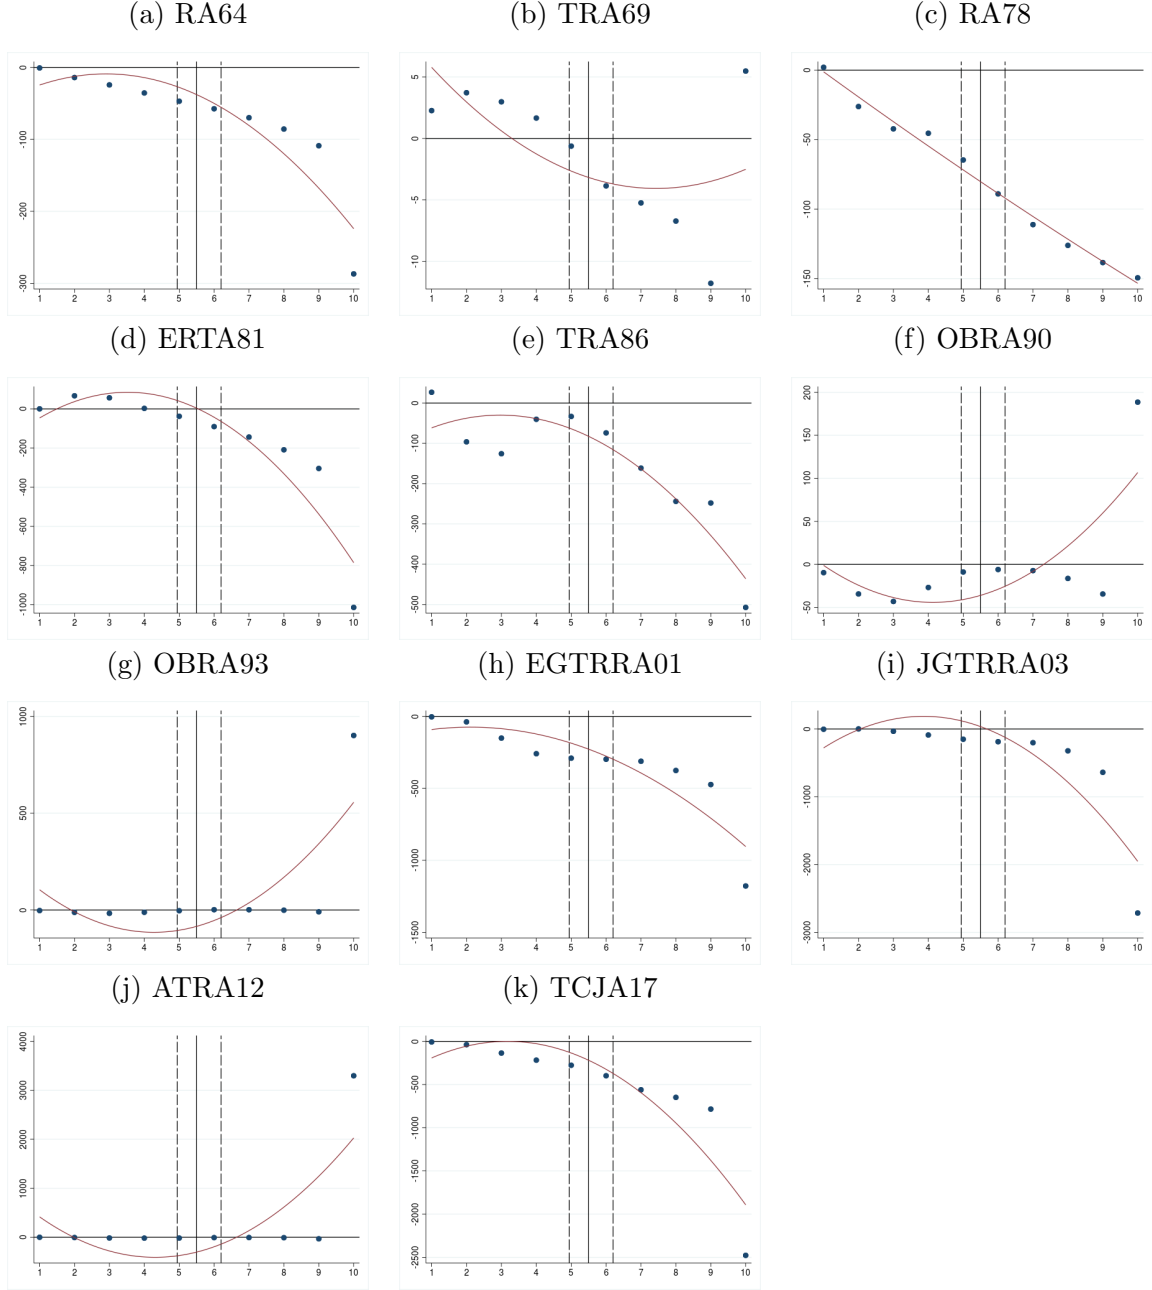 (a) RA64
(b) TRA69
(c) RA78
0
-100
-200
-300
1 2 3 4 5 6 7 8 9 10
5
0
-5
-10
1 2 3 4 5 6 7 8 9 10
0
-50
-100
-150
1 2 3 4 5 6 7 8 9 10
(d) ERTA81
(e) TRA86
(f) OBRA90
0
-200
-400
-600
-800
-1000
1 2 3 4 5 6 7 8 9 10
0
-100
-200
-300
-400
-500
1 2 3 4 5 6 7 8 9 10
200
150
100
50
0
-50
1 2 3 4 5 6 7 8 9 10
(g) OBRA93
(h) EGTRRA01
(i) JGTRRA03
1000
500
0
1 2 3 4 5 6 7 8 9 10
0
-500
-1000
-1500
1 2 3 4 5 6 7 8 9 10
0
-1000
-2000
-3000
1 2 3 4 5 6 7 8 9 10
(j) ATRA12
(k) TCJA17
4000
3000
2000
1000
0
1 2 3 4 5 6 7 8 9 10
0
-500
-1000
-1500
-2000
-2500
1 2 3 4 5 6 7 8 9 10